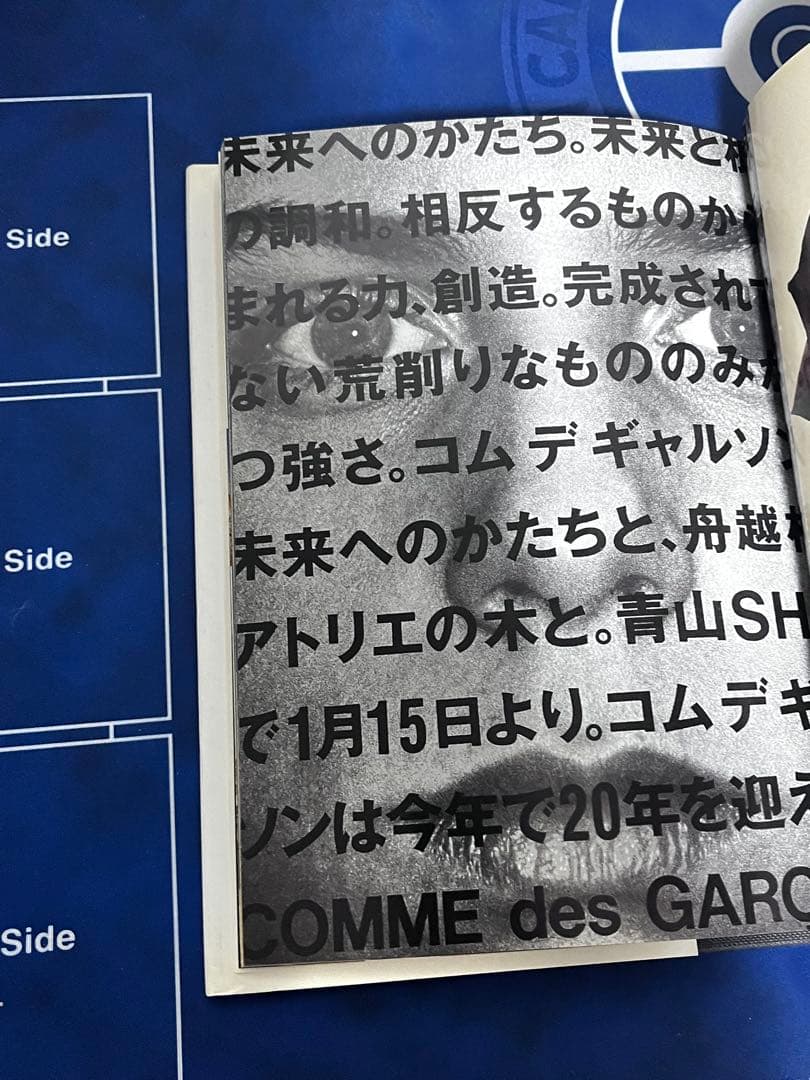 未来へのかたち。未来と
の調和。相反するものか
まれる力、創造。完成され
ない荒削りなもののみ
つ強さ。コム デ ギャルソン
未来へのかたちと、舟越
アトリエの木と。青山SH
で1月15日より。コム デ ギ
ソンは今年で20年を迎え
COMME des GARC
Side
Side
Side
CA